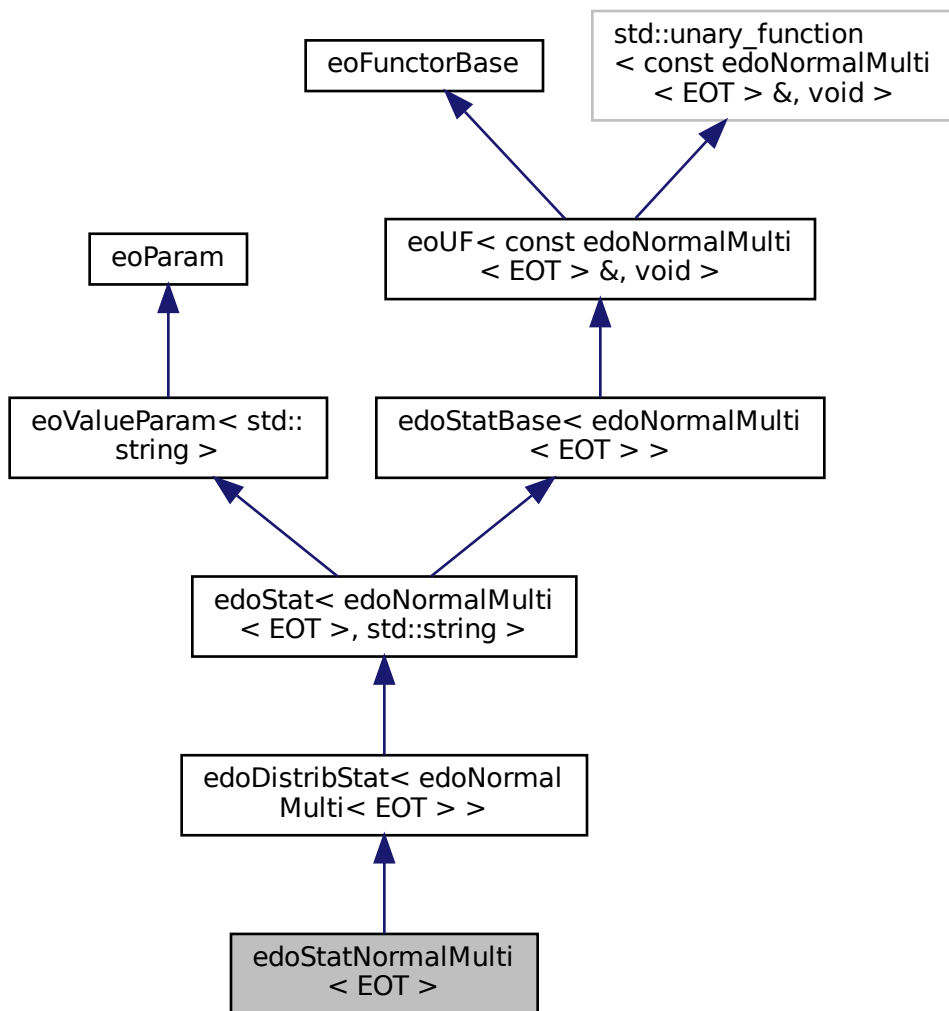 eoFunctorBase
std::unary_function
< const edoNormalMulti
< EOT > &, void >
eoParam
eoUF< const edoNormalMulti
< EOT > &, void >
eoValueParam< std::
string >
edoStatBase< edoNormalMulti
< EOT > >
edoStat< edoNormalMulti
< EOT >, std::string >
edoDistribStat< edoNormal
Multi< EOT > >
edoStatNormalMulti
< EOT >